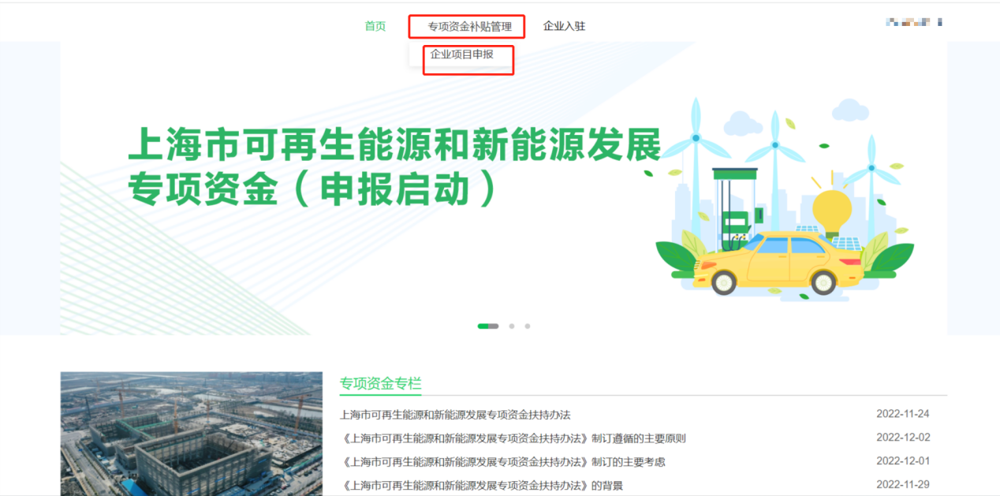 首页
专项资金补贴管理
企业入驻
企业项目申报
上海市可再生能源和新能源发展
专项资金（申报启动）
专项资金专栏
上海市可再生能源和新能源发展专项资金扶持办法
2022-11-24
《上海市可再生能源和新能源发展专项资金扶持办法》制订遵循的主要原则
2022-12-02
《上海市可再生能源和新能源发展专项资金扶持办法》制订的主要考虑
2022-12-01
《上海市可再生能源和新能源发展专项资金扶持办法》的背景
2022-11-29